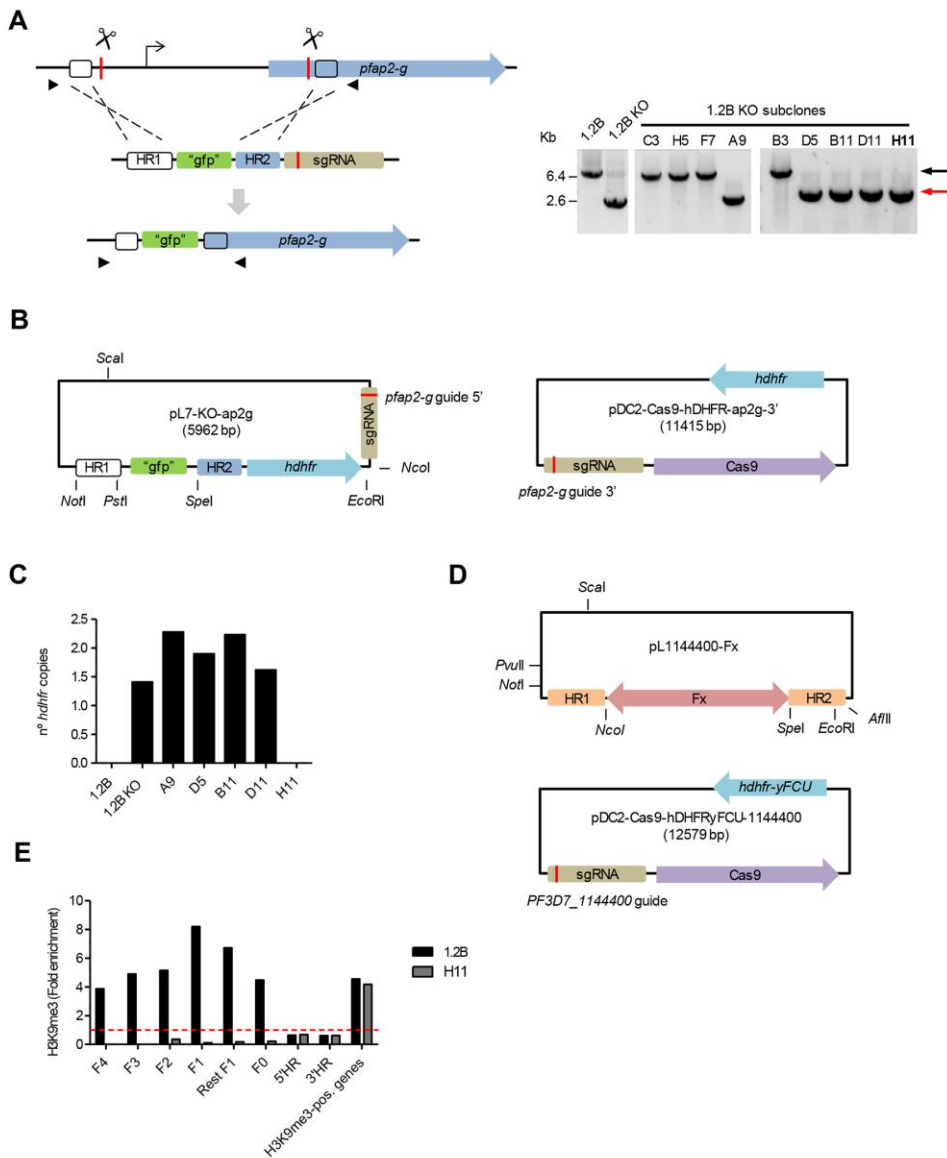 A
pfap2-g
HR1
"gfp"
HR2
sgRNA
"gfp"
pfap2-g
1.2B KO subclones
Kb
1.2B
1.2B KO
C3
H5
F7
A9
B3
D5
B11
D11
H11
6.4
2.6
B
ScaI
pL7-KO-ap2g
(5962 bp)
pfap2-g guide 5'
sgRNA
HR1
"gfp"
HR2
hdhfr
NcoI
NotI
PstI
SpeI
EcoRI
hdhfr
pDC2-Cas9-hDHFR-ap2g-3'
(11415 bp)
sgRNA
Cas9
pfap2-g guide 3'
C
nº hdhfr copies
2.5
2.0
1.5
1.0
0.5
0.0
1.2B
1.2B KO
A9
D5
B11
D11
H11
D
ScaI
pL1144400-Fx
PvuII
NotI
HR1
Fx
HR2
NcoI
SpeI
EcoRI
AflII
hdhfr-yFCU
pDC2-Cas9-hDHFRyFCU-1144400
(12579 bp)
sgRNA
Cas9
PF3D7_1144400 guide
E
H3K9me3 (Fold enrichment)
10
8
6
4
2
0
F4
F3
F2
F1
Rest F1
F0
5'HR
3'HR
H3K9me3-pos. genes
1.2B
H11